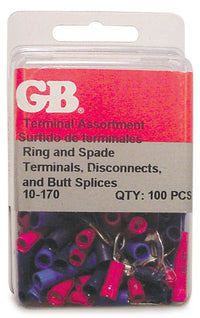 GB
Terminal Assortment
Surtido de terminales
Ring and Spade
Terminals, Disconnects,
and Butt Splices
10-170 QTY: 100 PCS